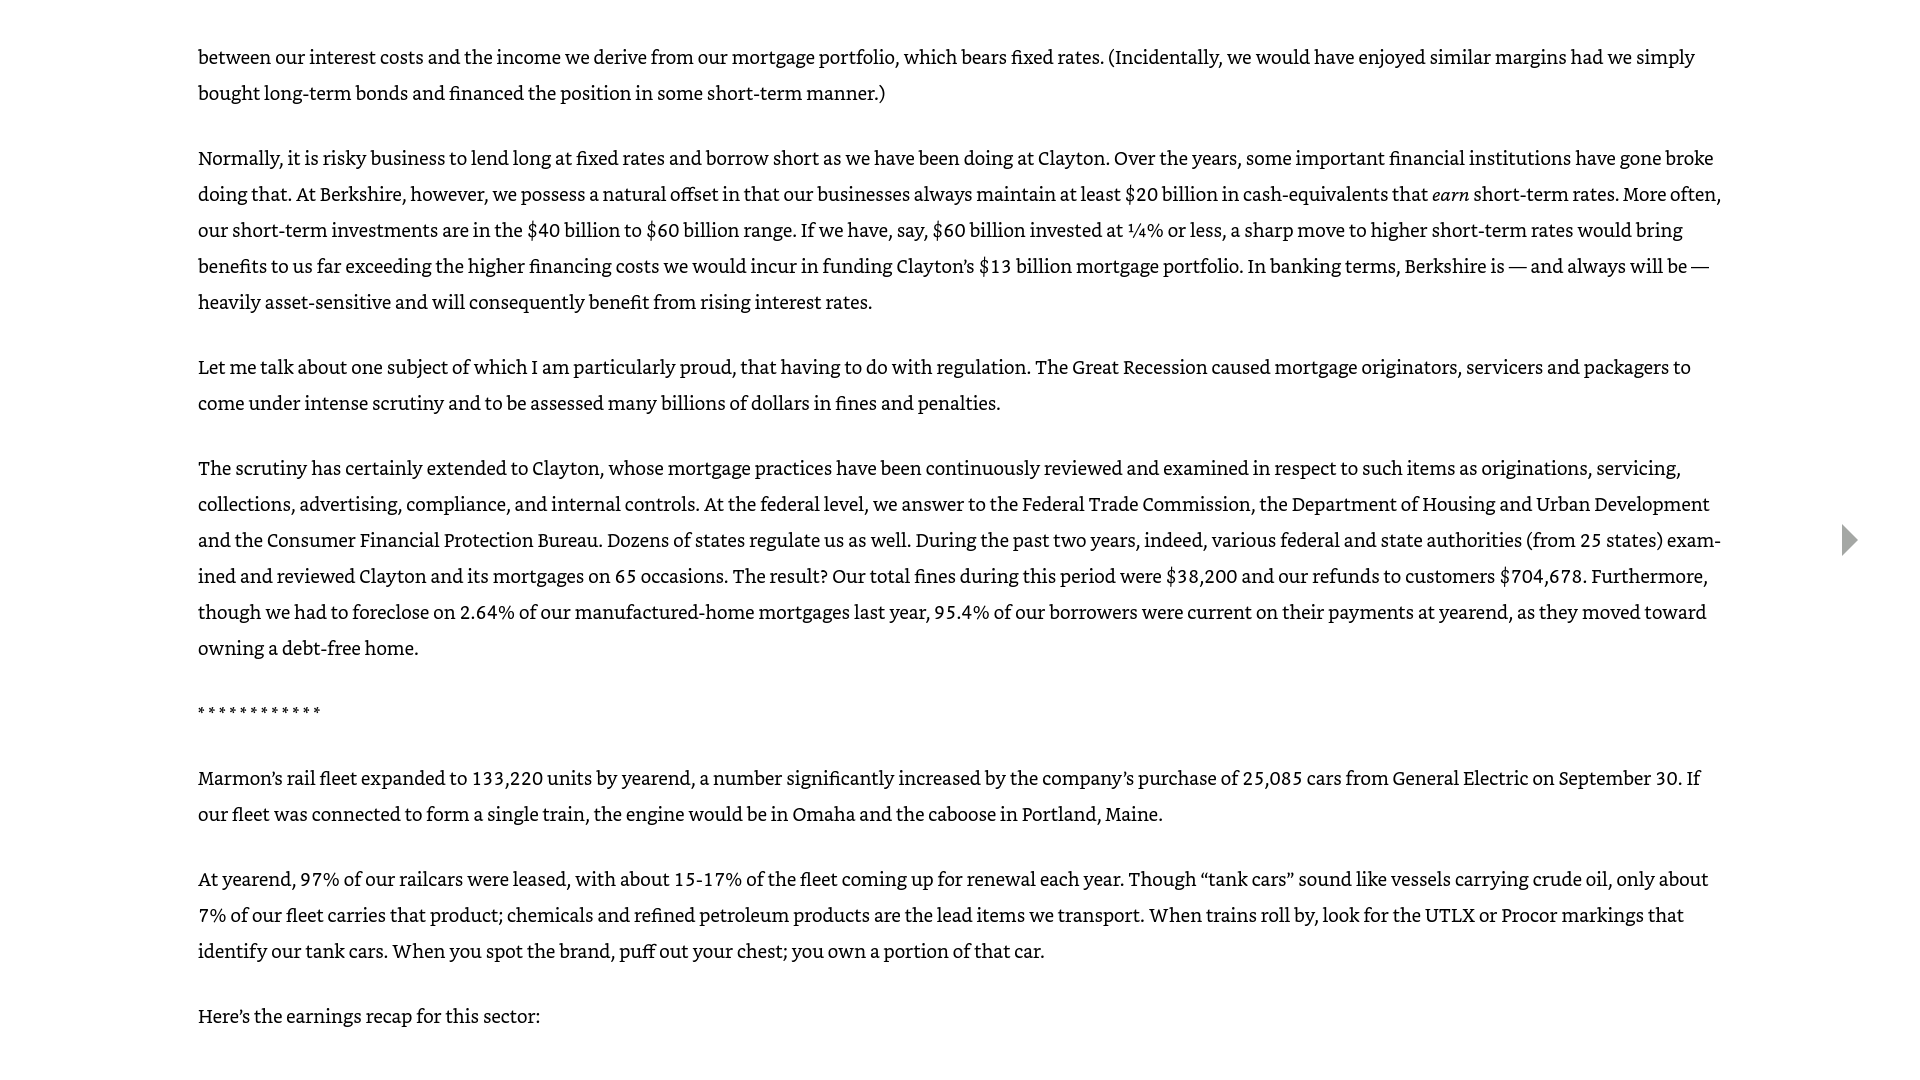 between our interest costs and the income we derive from our mortgage portfolio, which bears fixed rates. (Incidentally, we would have enjoyed similar margins had we simply
bought long-term bonds and financed the position in some short-term manner.)
Normally, it is risky business to lend long at fixed rates and borrow short as we have been doing at Clayton. Over the years, some important financial institutions have gone broke
doing that. At Berkshire, however, we possess a natural offset in that our businesses always maintain at least $20 billion in cash-equivalents that earn short-term rates. More often,
our short-term investments are in the $40 billion to $60 billion range. If we have, say, $60 billion invested at ¼% or less, a sharp move to higher short-term rates would bring
benefits to us far exceeding the higher financing costs we would incur in funding Clayton’s $13 billion mortgage portfolio. In banking terms, Berkshire is — and always will be —
heavily asset-sensitive and will consequently benefit from rising interest rates.
Let me talk about one subject of which I am particularly proud, that having to do with regulation. The Great Recession caused mortgage originators, servicers and packagers to
come under intense scrutiny and to be assessed many billions of dollars in fines and penalties.
The scrutiny has certainly extended to Clayton, whose mortgage practices have been continuously reviewed and examined in respect to such items as originations, servicing,
collections, advertising, compliance, and internal controls. At the federal level, we answer to the Federal Trade Commission, the Department of Housing and Urban Development
and the Consumer Financial Protection Bureau. Dozens of states regulate us as well. During the past two years, indeed, various federal and state authorities (from 25 states) exam-
ined and reviewed Clayton and its mortgages on 65 occasions. The result? Our total fines during this period were $38,200 and our refunds to customers $704,678. Furthermore,
though we had to foreclose on 2.64% of our manufactured-home mortgages last year, 95.4% of our borrowers were current on their payments at yearend, as they moved toward
owning a debt-free home.
* * * * * * * * * * * *
Marmon’s rail fleet expanded to 133,220 units by yearend, a number significantly increased by the company’s purchase of 25,085 cars from General Electric on September 30. If
our fleet was connected to form a single train, the engine would be in Omaha and the caboose in Portland, Maine.
At yearend, 97% of our railcars were leased, with about 15-17% of the fleet coming up for renewal each year. Though “tank cars” sound like vessels carrying crude oil, only about
7% of our fleet carries that product; chemicals and refined petroleum products are the lead items we transport. When trains roll by, look for the UTLX or Procor markings that
identify our tank cars. When you spot the brand, puff out your chest; you own a portion of that car.
Here’s the earnings recap for this sector: